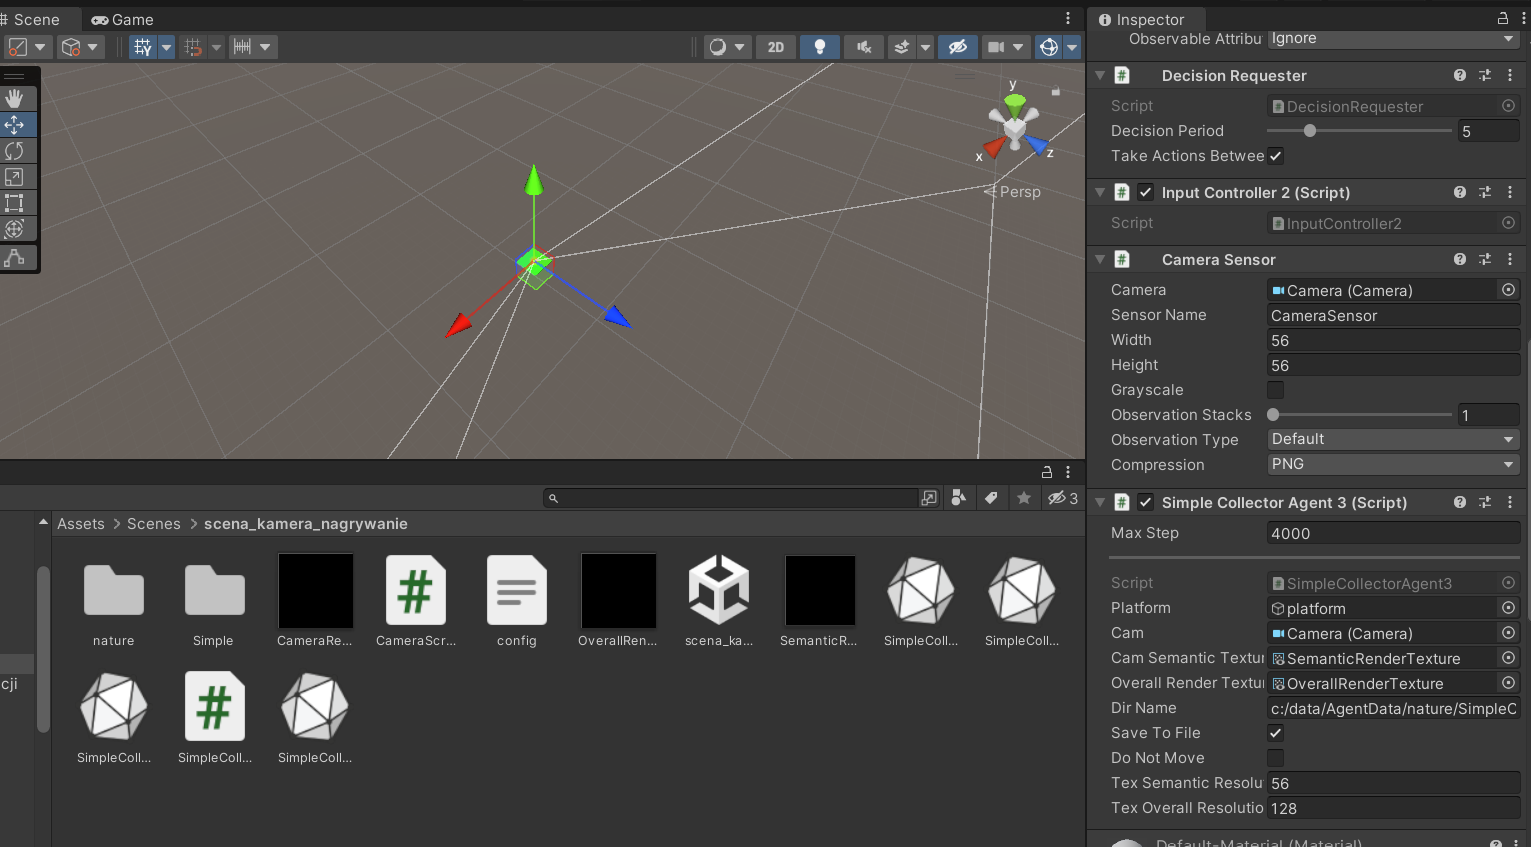 Scene
Game
Inspector
Observable Attribu
Ignore
2D
y
x
z
Persp
Decision Requester
Script
DecisionRequester
Decision Period
5
Take Actions Betwee
Input Controller 2 (Script)
Script
InputController2
Camera Sensor
Camera
Camera (Camera)
Sensor Name
CameraSensor
Width
56
Height
56
Grayscale
Observation Stacks
1
Observation Type
Default
Compression
PNG
Simple Collector Agent 3 (Script)
Max Step
4000
Script
SimpleCollectorAgent3
Platform
platform
Cam
Camera (Camera)
Cam Semantic Textur
SemanticRenderTexture
Overall Render Textur
OverallRenderTexture
Dir Name
c:/data/AgentData/nature/SimpleC
Save To File
Do Not Move
Tex Semantic Resolu
56
Tex Overall Resolutio
128
Default-Material (Material)
3
Assets > Scenes > scena_kamera_nagrywanie
cji
nature
Simple
CameraRe...
CameraScr...
config
OverallRen...
scena_ka...
SemanticR...
SimpleColl...
SimpleColl...
SimpleColl...
SimpleColl...
SimpleColl...